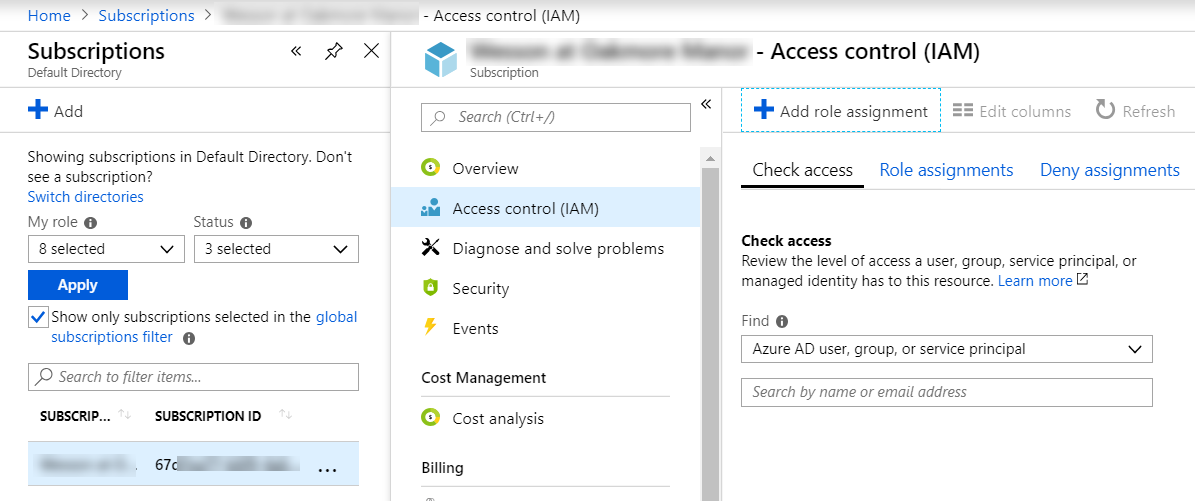 Home > Subscriptions > - Access control (IAM)
Subscriptions
Default Directory
Add
Showing subscriptions in Default Directory. Don't
see a subscription?
Switch directories
My role
Status
8 selected
3 selected
Apply
Show only subscriptions selected in the global
subscriptions filter
Search to filter items...
SUBSCRIP...
SUBSCRIPTION ID
...
- Access control (IAM)
Subscription
Search (Ctrl+/)
Overview
Access control (IAM)
Diagnose and solve problems
Security
Events
Cost Management
Cost analysis
Billing
Add role assignment
Edit columns
Refresh
Check access
Role assignments
Deny assignments
Check access
Review the level of access a user, group, service principal, or
managed identity has to this resource. Learn more
Find
Azure AD user, group, or service principal
Search by name or email address